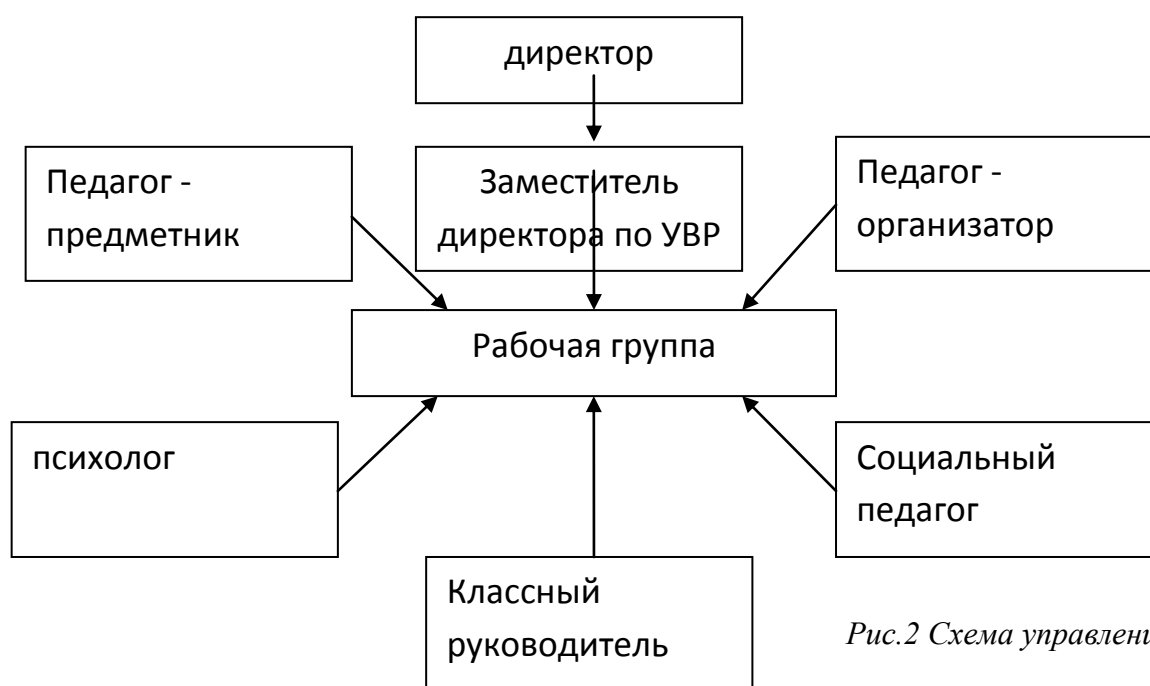 директор
Педагог -
предметник
Заместитель
директора по УВР
Педагог -
организатор
Рабочая группа
психолог
Социальный
педагог
Классный
руководитель
Рис.2 Схема управлени